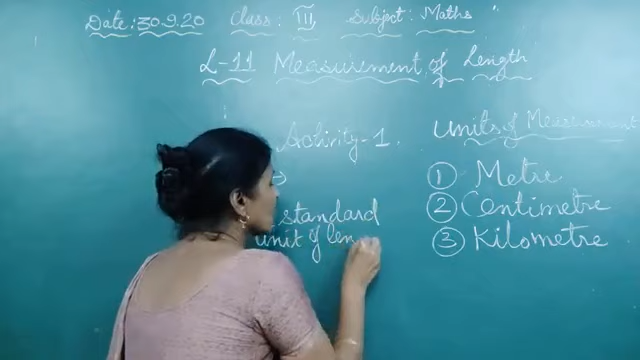 Date: 30.9.20 Class: III Subject: Maths
L-11 Measurement of Length
Activity-1.
standard
unit of len
Units of Measurement
1 Metre
2 Centimetre
3 Kilometre